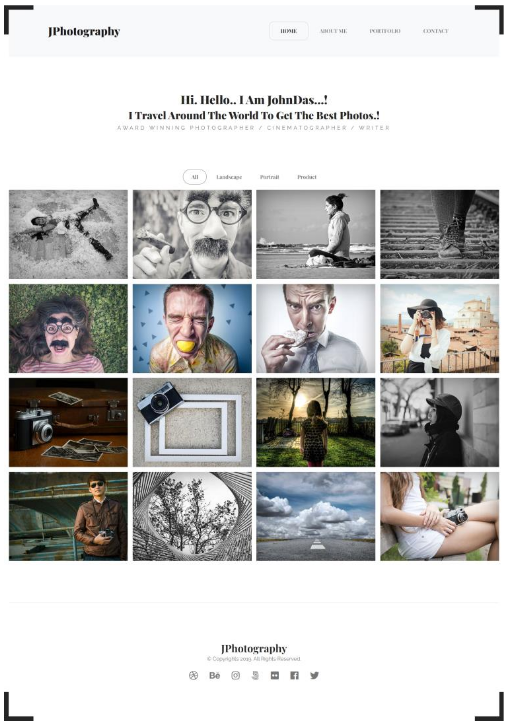 JPhotography
HOME ABOUT ME PORTFOLIO CONTACT
Hi. Hello.. I Am JohnDas...!
I Travel Around The World To Get The Best Photos.!
AWARD WINNING PHOTOGRAPHER / CINEMATOGRAPHER / WRITER
All Landscape Portrait Product
JPhotography
© Copyrights 2019. All Rights Reserved
Bē